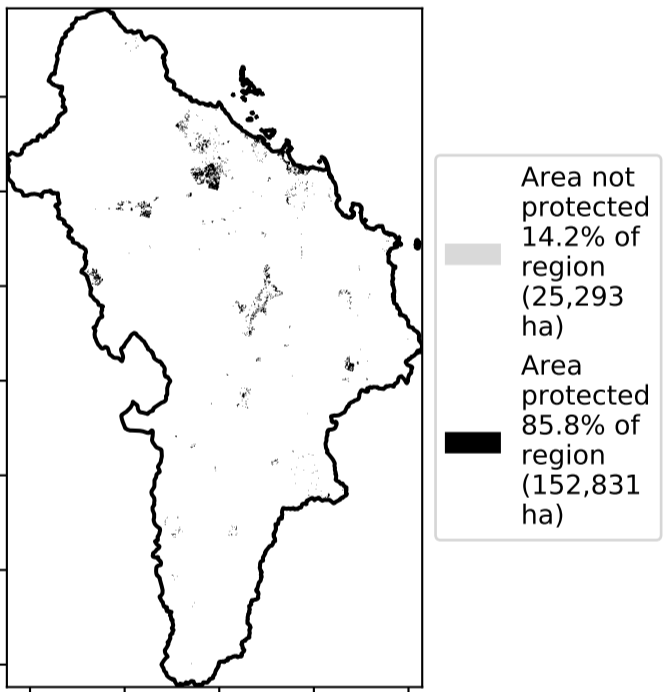 Area not
protected
14.2% of
region
(25,293
ha)
Area
protected
85.8% of
region
(152,831
ha)